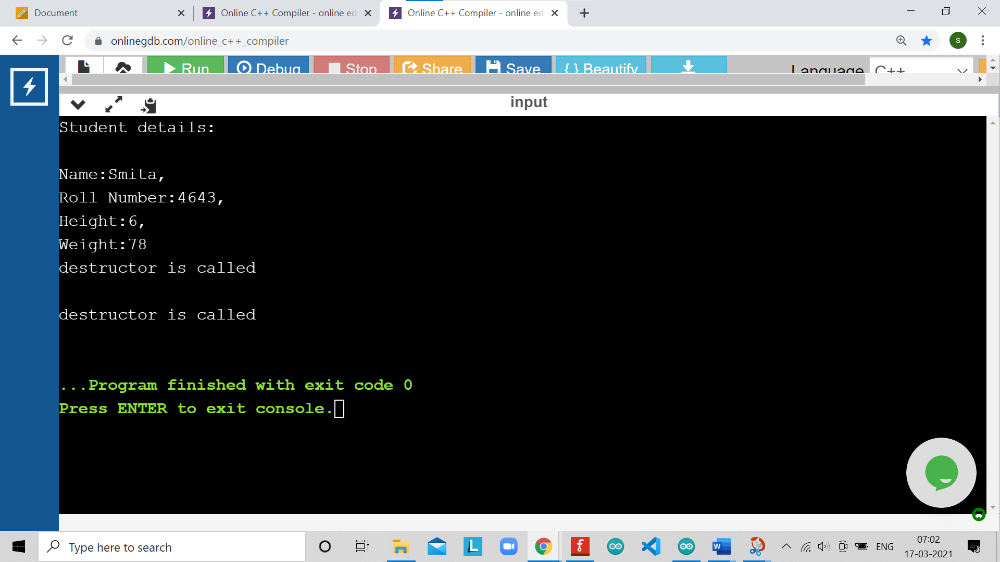 Document
Online C++ Compiler - online ed
Online C++ Compiler - online ed
onlinegdb.com/online_c++_compiler
S
Run
Debug
Stop
Share
Save
{ } Beautify
Language
C++
input
Student details:
Name:Smita,
Roll Number:4643,
Height:6,
Weight:78
destructor is called
destructor is called
...Program finished with exit code 0
Press ENTER to exit console.
Type here to search
ENG
07:02
17-03-2021